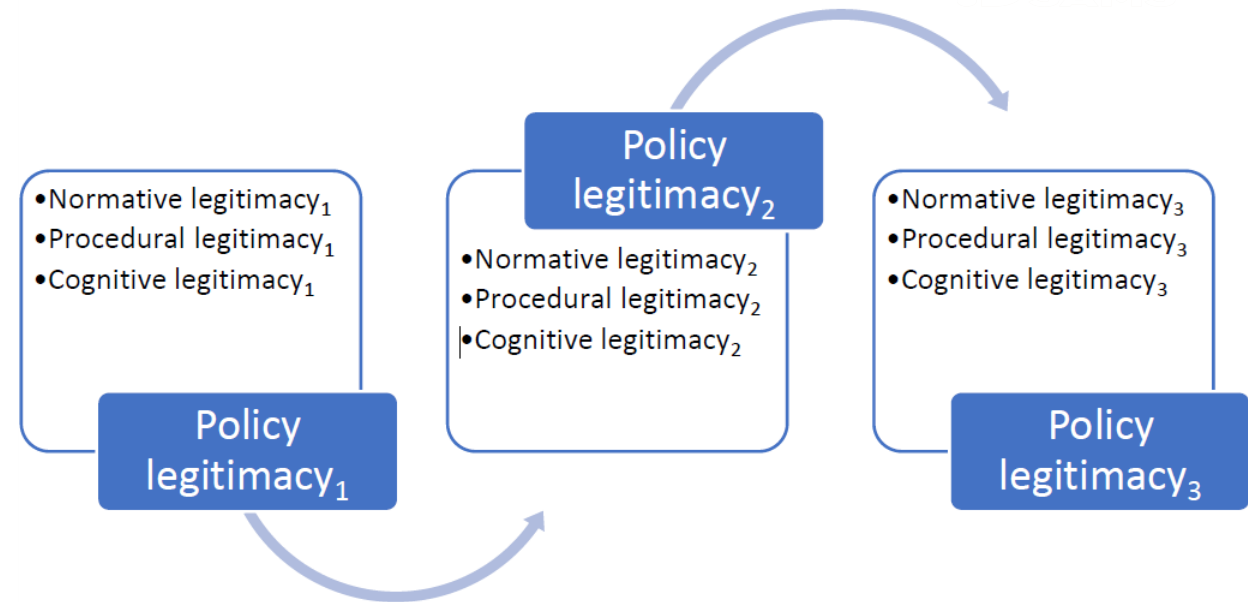 •Normative legitimacy₁
•Procedural legitimacy₁
•Cognitive legitimacy₁
Policy
legitimacy₁
Policy
legitimacy₂
•Normative legitimacy₂
•Procedural legitimacy₂
•Cognitive legitimacy₂
•Normative legitimacy₃
•Procedural legitimacy₃
•Cognitive legitimacy₃
Policy
legitimacy₃